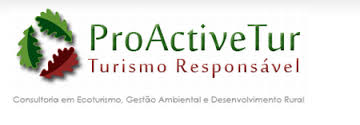 ProActiveTur
Turismo Responsável
Consultoria em Ecoturismo, Gestão Ambiental e Desenvolvimento Rural